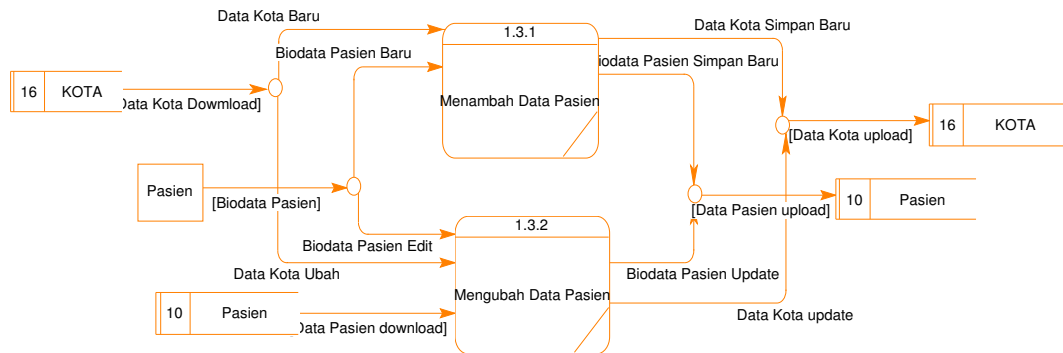 Data Kota Baru
Data Kota Simpan Baru
1.3.1
Biodata Pasien Baru
iodata Pasien Simpan Baru
16 KOTA
Data Kota Dowmload]
Menambah Data Pasien
16 KOTA
[Data Kota upload]
Pasien
[Biodata Pasien]
10 Pasien
[Data Pasien upload]
1.3.2
Biodata Pasien Edit
Data Kota Ubah
Biodata Pasien Update
Mengubah Data Pasien
10 Pasien
Data Pasien download]
Data Kota update